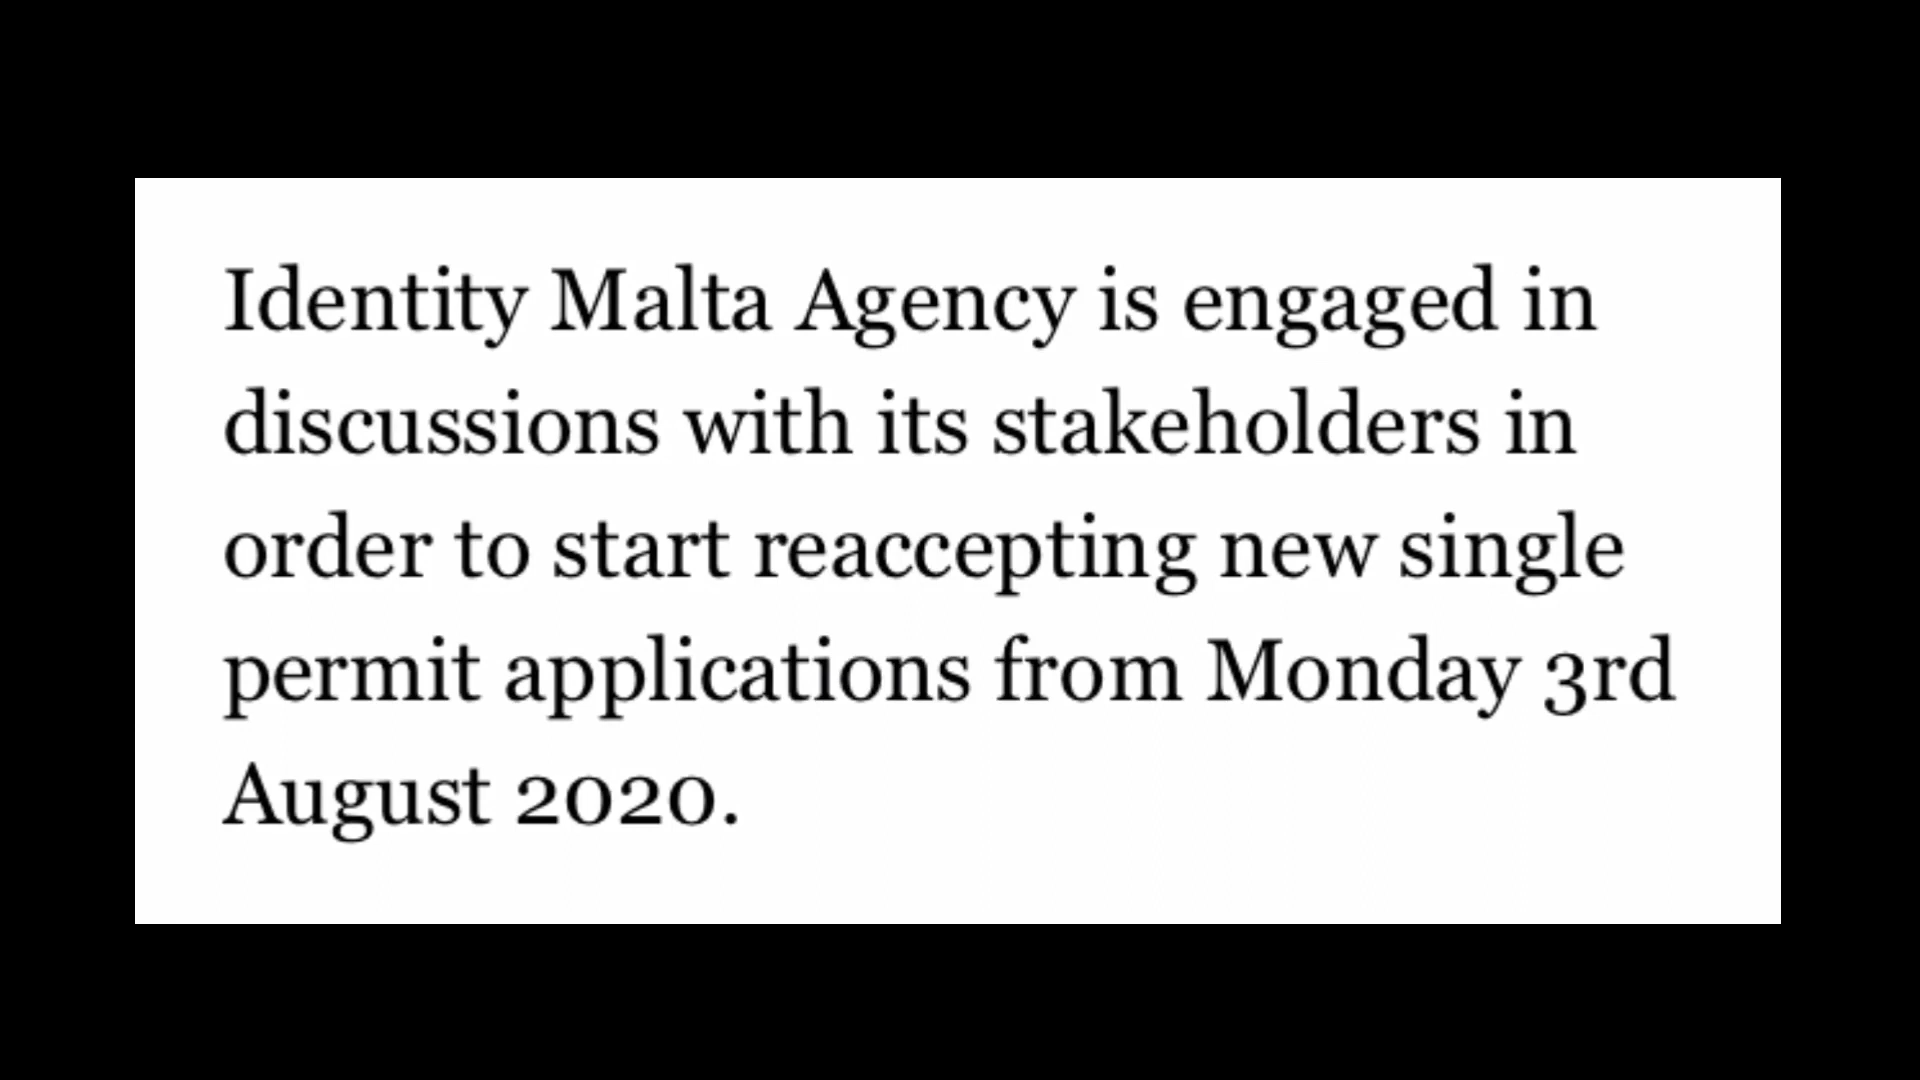 Identity Malta Agency is engaged in
discussions with its stakeholders in
order to start reaccepting new single
permit applications from Monday 3rd
August 2020.